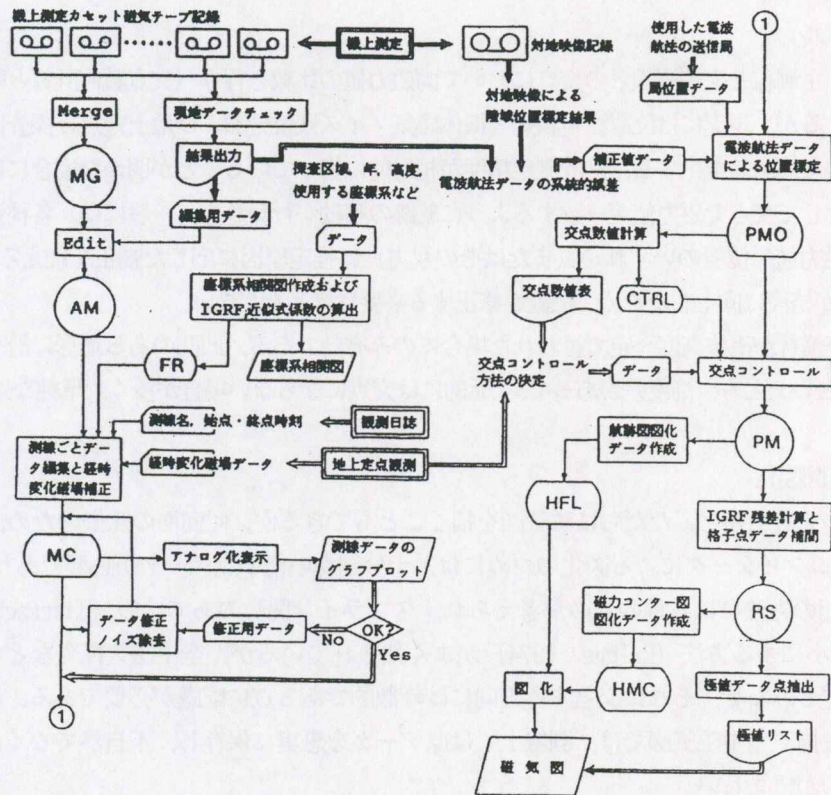 機上測定カセット磁気テープ記録
機上測定
対地映像記録
使用した電波
航法の送信局
①
Merge
現地データチェック
対地映像による
陸域位置標定結果
局位置データ
MG
結果出力
調査区域，年，高度，
使用する座標系など
電波航法データの系統的誤差
補正値データ
電波航法データ
による位置標定
編集用データ
Edit
データ
交点数値計算
PMO
AM
座標系相関図作成および
IGRF近似式係数の算出
交点数値表
CTRL
FR
座標系相関図
交点コントロール
方法の決定
データ
交点コントロール
測線名，始点・終点時刻
観測日誌
測線ごとデー
タ編集と経時
変化磁場補正
経時変化磁場データ
地上定点観測
航跡図図化
データ作成
PM
HFL
IGRF残差計算と
格子点データ補間
MC
アナログ化表示
測線データの
グラフプロット
磁力コンター図
図化データ作成
RS
データ修正
ノイズ除去
修正用データ
No
OK?
Yes
図化
HMC
極値データ点抽出
①
極値リスト
磁気図